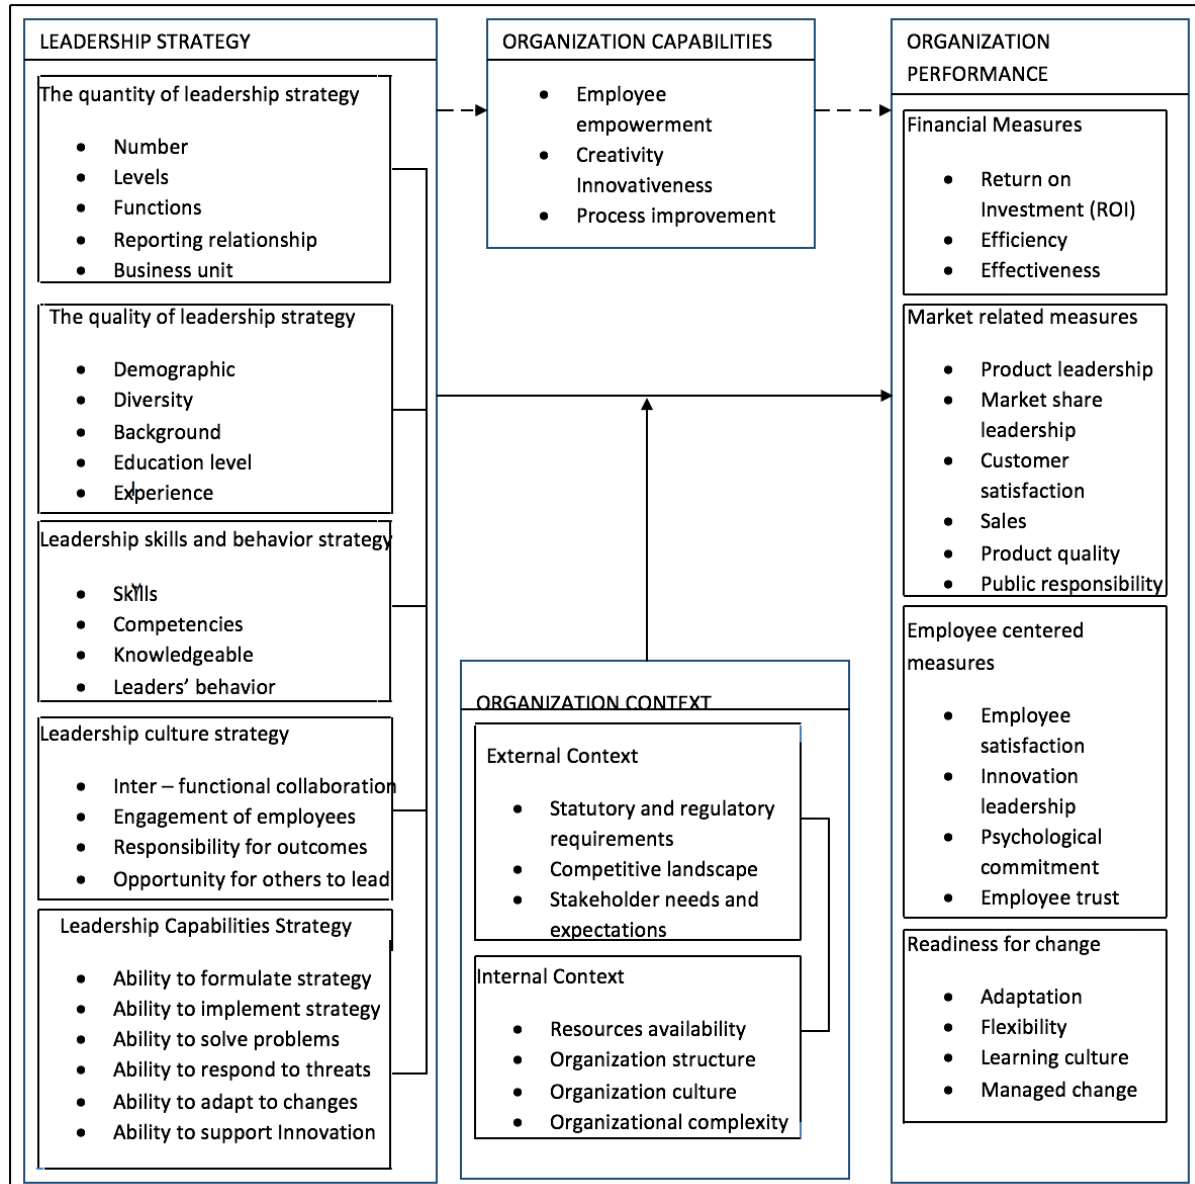 LEADERSHIP STRATEGY
The quantity of leadership strategy
• Number
• Levels
• Functions
• Reporting relationship
• Business unit
The quality of leadership strategy
• Demographic
• Diversity
• Background
• Education level
• Experience
Leadership skills and behavior strategy
• Skills
• Competencies
• Knowledgeable
• Leaders’ behavior
Leadership culture strategy
• Inter – functional collaboration
• Engagement of employees
• Responsibility for outcomes
• Opportunity for others to lead
Leadership Capabilities Strategy
• Ability to formulate strategy
• Ability to implement strategy
• Ability to solve problems
• Ability to respond to threats
• Ability to adapt to changes
• Ability to support Innovation
ORGANIZATION CAPABILITIES
• Employee
empowerment
• Creativity
Innovativeness
• Process improvement
ORGANIZATION CONTEXT
External Context
• Statutory and regulatory
requirements
• Competitive landscape
• Stakeholder needs and
expectations
Internal Context
• Resources availability
• Organization structure
• Organization culture
• Organizational complexity
ORGANIZATION
PERFORMANCE
Financial Measures
• Return on
Investment (ROI)
• Efficiency
• Effectiveness
Market related measures
• Product leadership
• Market share
leadership
• Customer
satisfaction
• Sales
• Product quality
• Public responsibility
Employee centered
measures
• Employee
satisfaction
• Innovation
leadership
• Psychological
commitment
• Employee trust
Readiness for change
• Adaptation
• Flexibility
• Learning culture
• Managed change